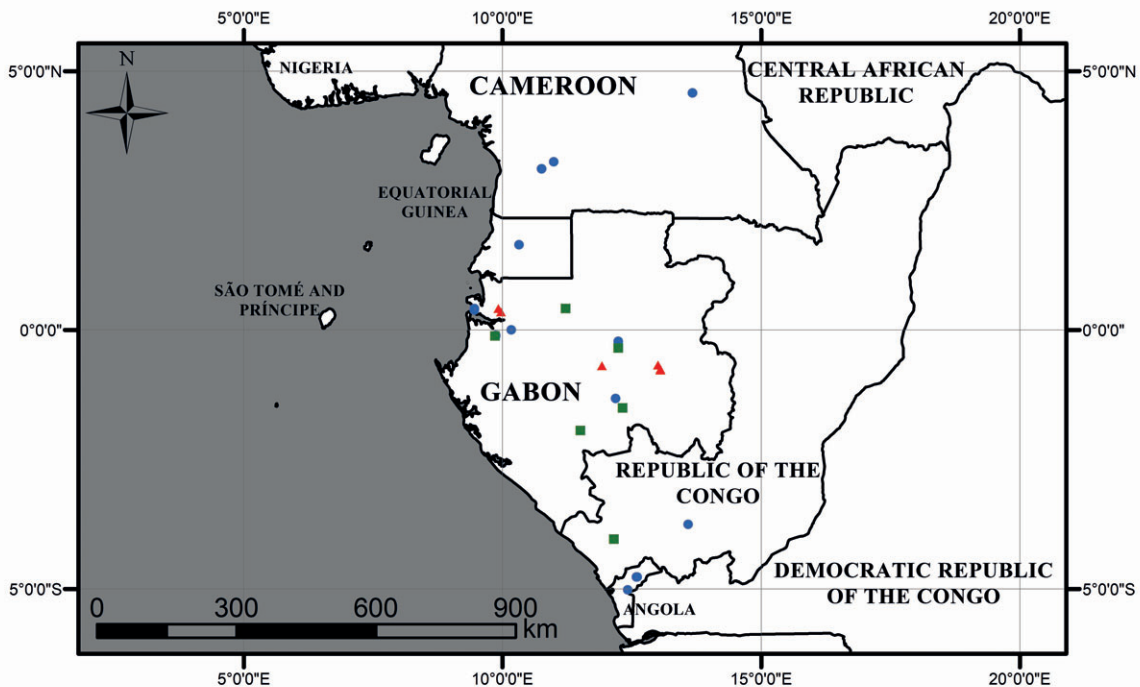 5°0'0"E 10°0'0"E 15°0'0"E 20°0'0"E
N
NIGERIA
CAMEROON
CENTRAL AFRICAN
REPUBLIC
5°0'0"N 5°0'0"N
EQUATORIAL
GUINEA
SÃO TOMÉ AND
PRÍNCIPE
0°0'0" 0°0'0"
GABON
REPUBLIC OF THE
CONGO
DEMOCRATIC REPUBLIC
OF THE CONGO
5°0'0"S 5°0'0"S
ANGOLA
0 300 600 900
km
5°0'0"E 10°0'0"E 15°0'0"E 20°0'0"E